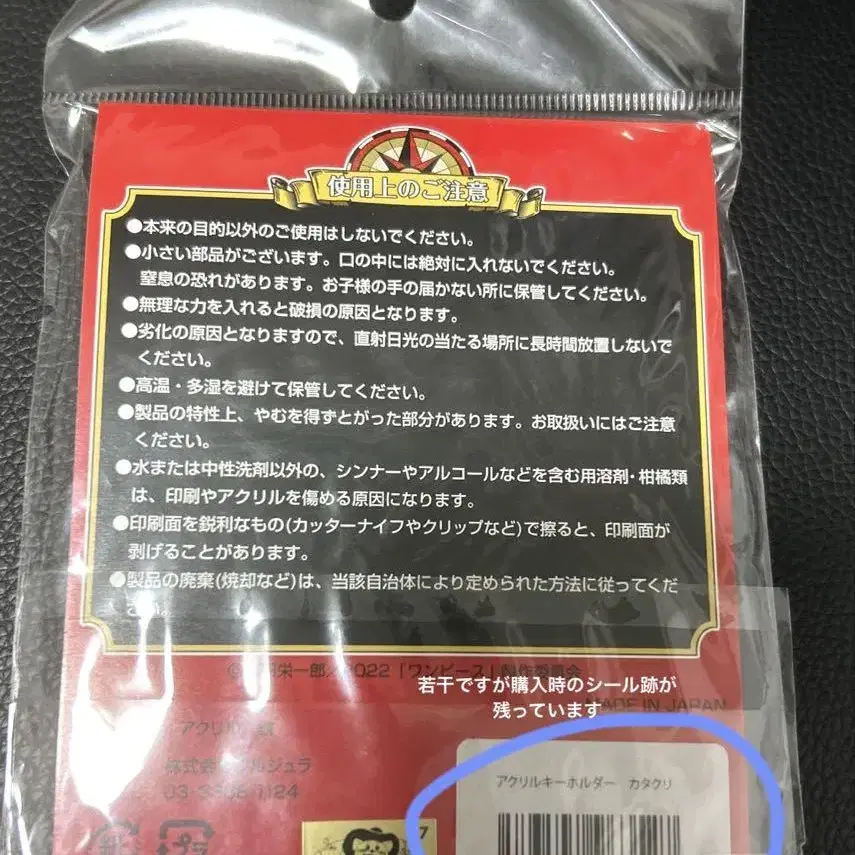 使用上のご注意
●本来の目的以外のご使用はしないでください。
●小さい部品がございます。口の中には絶対に入れないでください。
窒息の恐れがあります。お子様の手の届かない所に保管してください。
●無理な力を入れると破損の原因となります。
●劣化の原因となりますので、直射日光の当たる場所に長時間放置しないで
ください。
●高温・多湿を避けて保管してください。
●製品の特性上、やむを得ずとがった部分があります。お取扱いにはご注意
ください。
●水または中性洗剤以外の、シンナーやアルコールなどを含む用溶剤・柑橘類
は、印刷やアクリルを傷める原因になります。
●印刷面を鋭利なもの(カッターナイフやクリップなど)で擦ると、印刷面が
剥げることがあります。
●製品の廃棄(焼却など)は、当該自治体により定められた方法に従ってくだ
さい。
栄一郎/2022「ワンピース」製作委員会
若干ですが購入時のシール跡が
残っています
MADE IN JAPAN
アクリル
株式会社
アクリルキーホルダー カタクリ
プラ
7